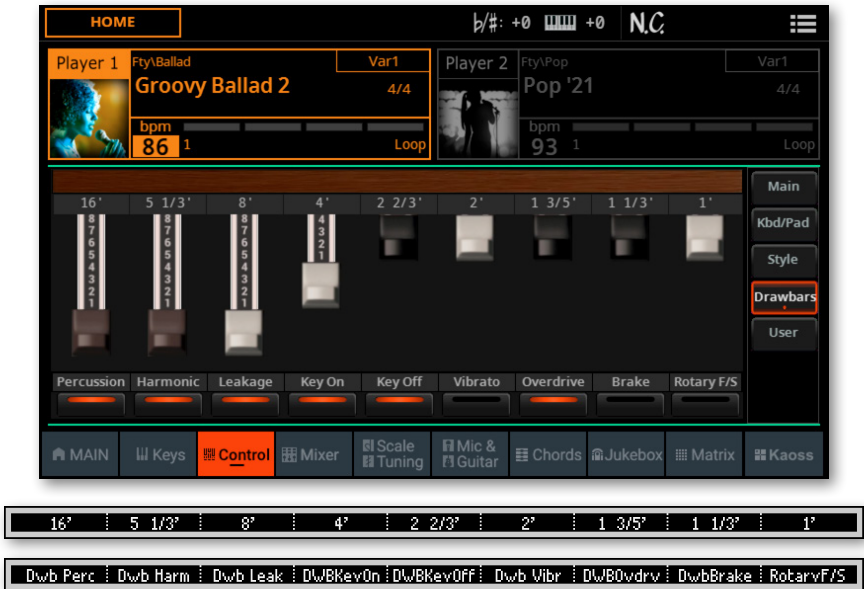 HOME b/#: +0 +0 N.C.
Player 1 Fty\Ballad Var1 Player 2 Fty\Pop Var1
Groovy Ballad 2 4/4 Pop '21 4/4
bpm bpm
86 1 Loop 93 1 Loop
Main
16' 5 1/3' 8' 4' 2 2/3' 2' 1 3/5' 1 1/3' 1'
8 8 8 4
7 7 7 3
6 6 6 2
5 5 5 1
4 4 4
3 3 3
2 2 2
1 1 1
Kbd/Pad
Style
Drawbars
User
Percussion Harmonic Leakage Key On Key Off Vibrato Overdrive Brake Rotary F/S
MAIN Keys Control Mixer Scale Tuning Mic & Guitar Chords Jukebox Matrix Kaoss
16' 5 1/3' 8' 4' 2 2/3' 2' 1 3/5' 1 1/3' 1'
Dwb Perc Dwb Harm Dwb Leak DWBKeyOn DWBKeyOff Dwb Vibr DWBOvdrv DwbBrake RotaryF/S